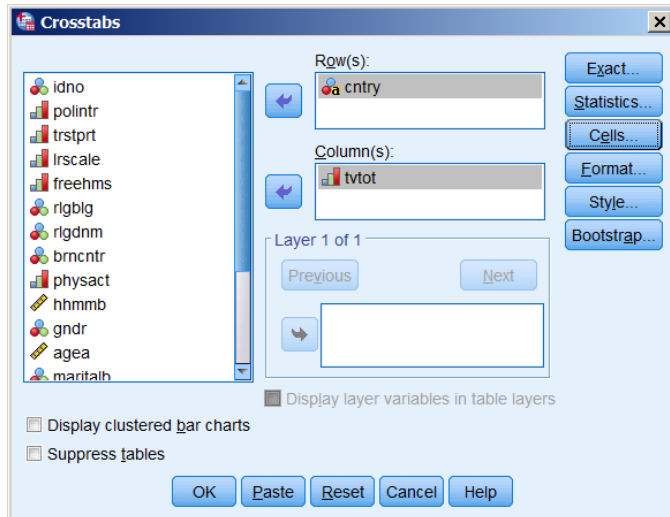 Crosstabs
idno
polintr
trstprt
lrscale
freehms
rlgblg
rlgdnm
brncntr
physact
hhmmb
gndr
agea
maritalb
Row(s):
a cntry
Column(s):
tvtot
Layer 1 of 1
Previous
Next
Display layer variables in table layers
Exact...
Statistics...
Cells...
Format...
Style...
Bootstrap...
Display clustered bar charts
Suppress tables
OK
Paste
Reset
Cancel
Help